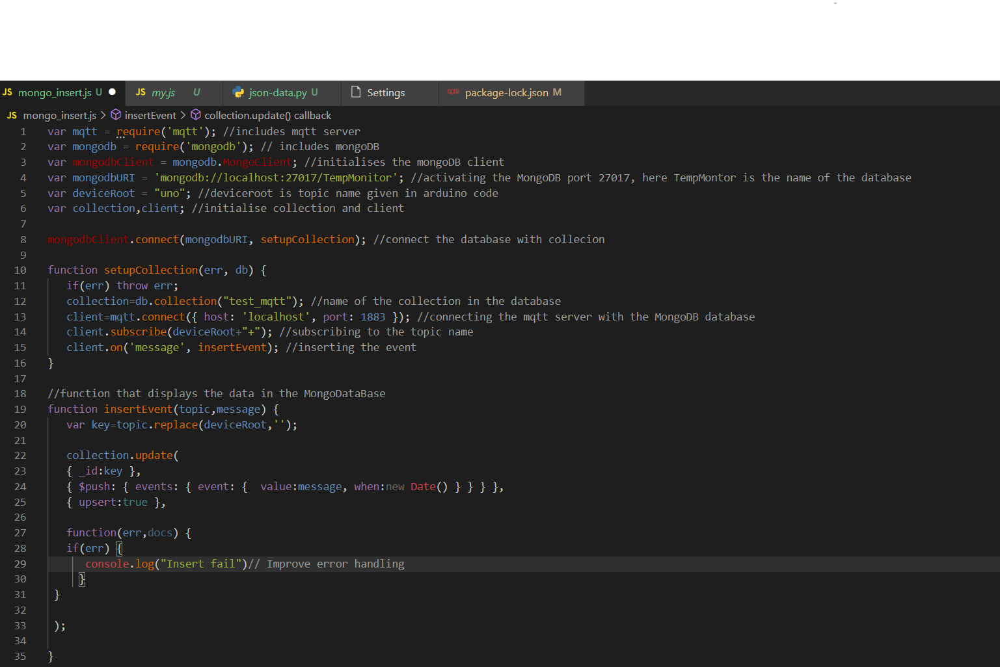 JS mongo_insert.js U JS my.js U json-data.py U Settings package-lock.json M
JS mongo_insert.js > insertEvent > collection.update() callback
1 var mqtt = require('mqtt'); //includes mqtt server
2 var mongodb = require('mongodb'); // includes mongoDB
3 var mongodbClient = mongodb.MongoClient; //initialises the mongoDB client
4 var mongodbURI = 'mongodb://localhost:27017/TempMonitor'; //activating the MongoDB port 27017, here TempMontor is the name of the database
5 var deviceRoot = "uno"; //deviceroot is topic name given in arduino code
6 var collection,client; //initialise collection and client
7
8 mongodbClient.connect(mongodbURI, setupCollection); //connect the database with collecion
9
10 function setupCollection(err, db) {
11 if(err) throw err;
12 collection=db.collection("test_mqtt"); //name of the collection in the database
13 client=mqtt.connect({ host: 'localhost', port: 1883 }); //connecting the mqtt server with the MongoDB database
14 client.subscribe(deviceRoot+"+"); //subscribing to the topic name
15 client.on('message', insertEvent); //inserting the event
16 }
17
18 //function that displays the data in the MongoDataBase
19 function insertEvent(topic,message) {
20 var key=topic.replace(deviceRoot,'');
21
22 collection.update(
23 { _id:key },
24 { $push: { events: { event: {  value:message, when:new Date() } } } },
25 { upsert:true },
26
27 function(err,docs) {
28 if(err) {
29 console.log("Insert fail")// Improve error handling
30 }
31 }
32
33 );
34
35 }